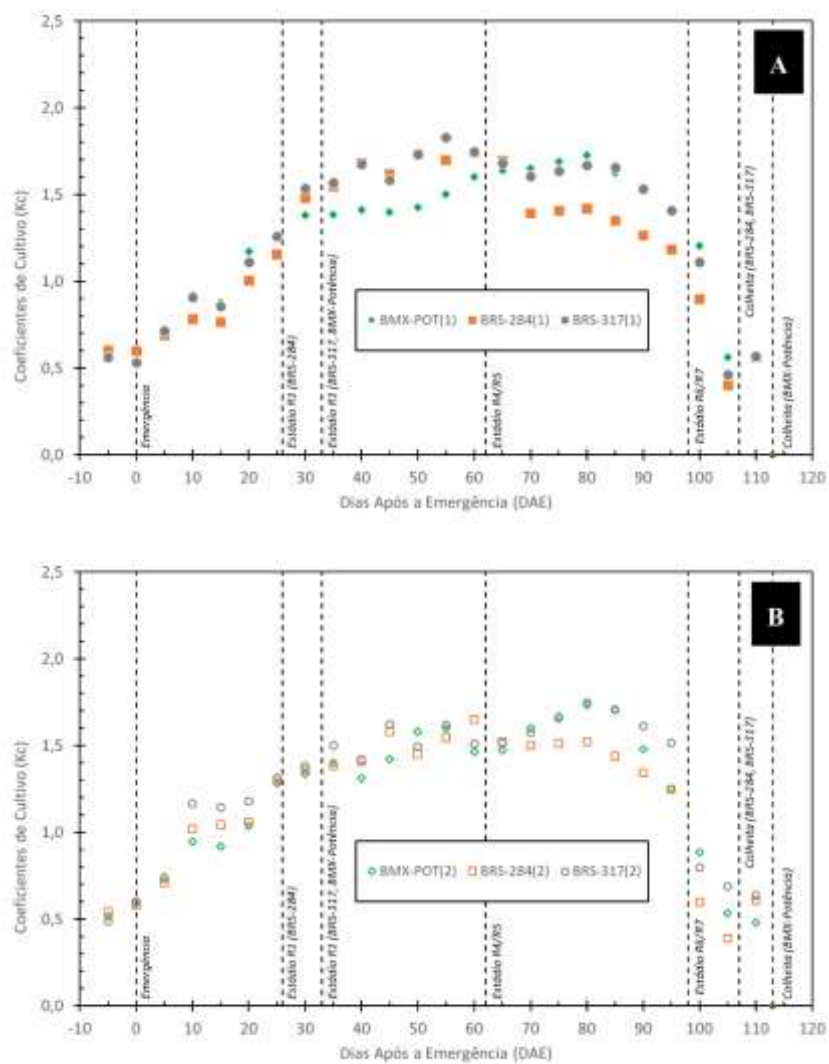 A
Coeficientes de Cultivo (Kc)
2,5
2,0
1,5
1,0
0,5
0,0
Emergência
Estádio R1 (BRS-284)
Estádio R1 (BRS-317, BMX-Potência)
Estádio R4/R5
Estádio R6/R7
Colheita (BRS-284, BRS-317)
Colheita (BMX-Potência)
BMX-POT(1) BRS-284(1) BRS-317(1)
-10 0 10 20 30 40 50 60 70 80 90 100 110 120
Dias Após a Emergência (DAE)
B
Coeficientes de Cultivo (Kc)
2,5
2,0
1,5
1,0
0,5
0,0
Emergência
Estádio R1 (BRS-284)
Estádio R1 (BRS-317, BMX-Potência)
Estádio R4/R5
Estádio R6/R7
Colheita (BRS-284, BRS-317)
Colheita (BMX-Potência)
BMX-POT(2) BRS-284(2) BRS-317(2)
-10 0 10 20 30 40 50 60 70 80 90 100 110 120
Dias Após a Emergência (DAE)